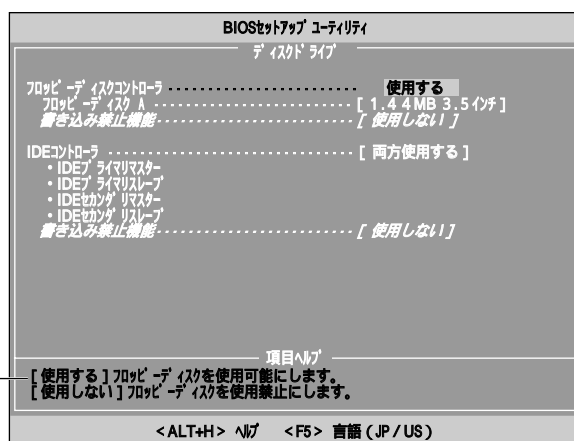 BIOSｾｯﾄｱｯﾌﾟ ﾕｰﾃｨﾘﾃｨ
ﾃﾞｨｽｸﾄﾞﾗｲﾌﾞ
ﾌﾛｯﾋﾟｰﾃﾞｨｽｸｺﾝﾄﾛｰﾗ ························ 使用する
ﾌﾛｯﾋﾟｰﾃﾞｨｽｸ A ························ [ 1.4 4 MB 3.5 ｲﾝﾁ ]
書き込み禁止機能 ························ [ 使用しない ]
IDEｺﾝﾄﾛｰﾗ ························ [ 両方使用する ]
・IDEﾌﾟﾗｲﾏﾘﾏｽﾀｰ
・IDEﾌﾟﾗｲﾏﾘｽﾚｰﾌﾞ
・IDEｾｶﾝﾀﾞﾘﾏｽﾀｰ
・IDEｾｶﾝﾀﾞﾘｽﾚｰﾌﾞ
書き込み禁止機能 ························ [ 使用しない ]
項目ﾍﾙﾌﾟ
[ 使用する ] ﾌﾛｯﾋﾟｰﾃﾞｨｽｸを使用可能にします。
[ 使用しない ] ﾌﾛｯﾋﾟｰﾃﾞｨｽｸを使用禁止にします。
< ALT+H > ﾍﾙﾌﾟ < F5 > 言語 ( JP / US )